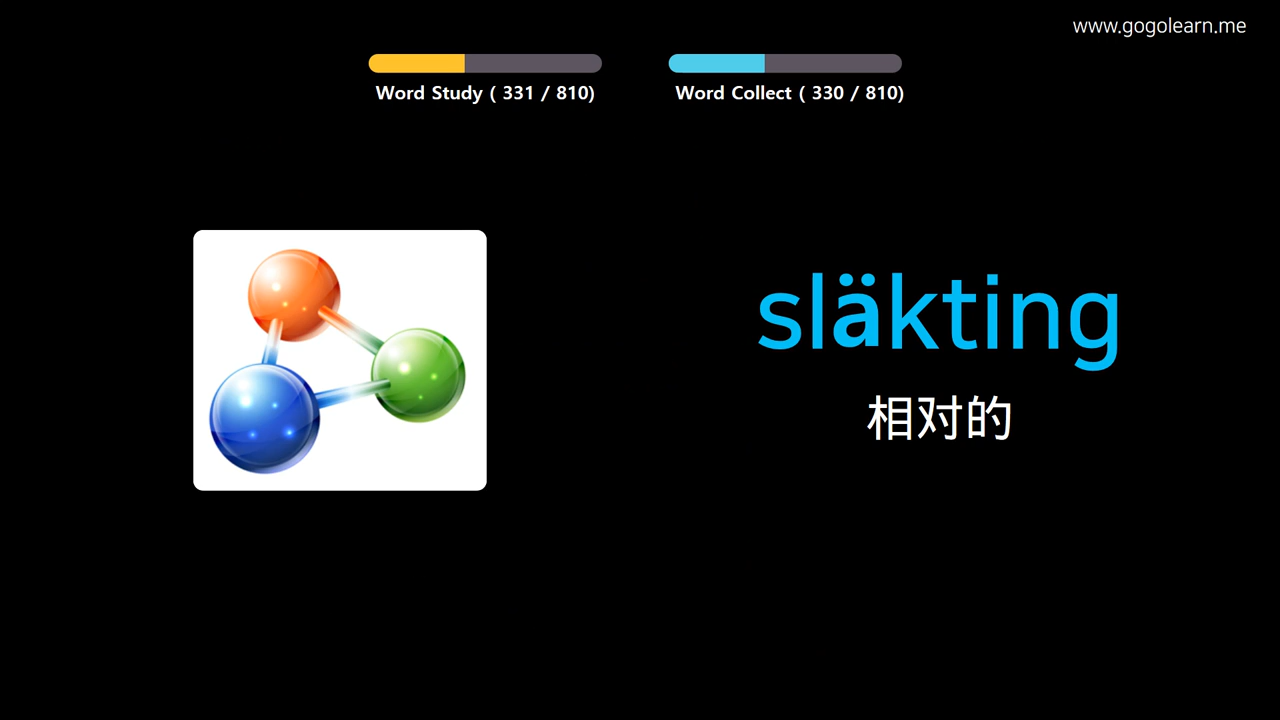 www.gogolearn.me
Word Study ( 331 / 810)
Word Collect ( 330 / 810)
släkting
相对的